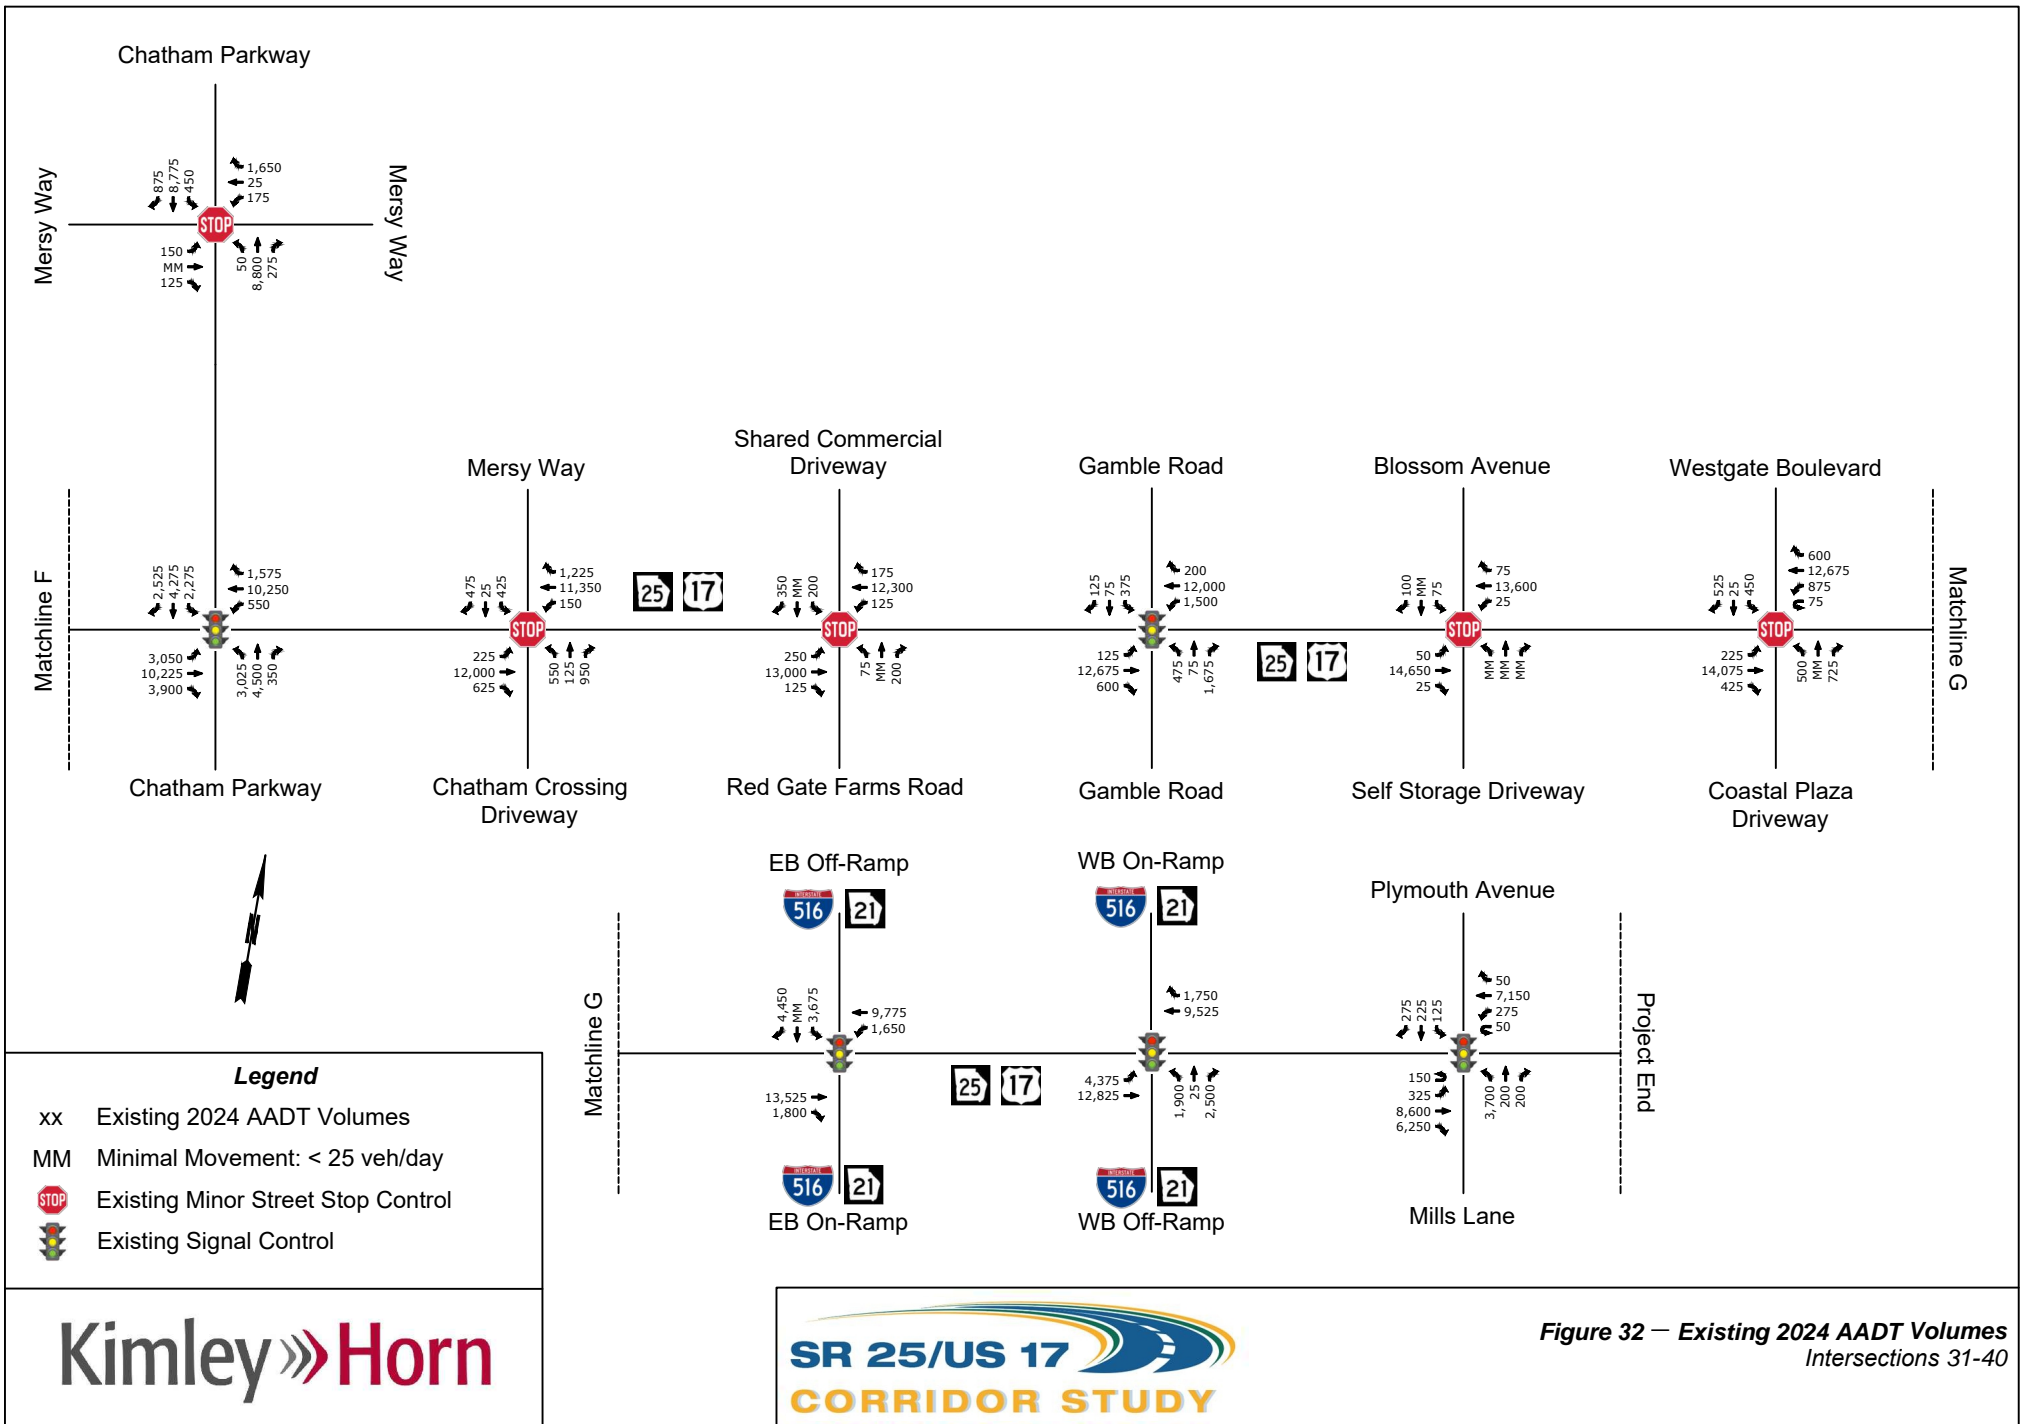 Chatham Parkway
Mersy Way
Mersy Way
875
8,775
450
1,650
25
175
STOP
150
MM
125
50
8,800
275
Shared Commercial
Driveway
Mersy Way
Gamble Road
Blossom Avenue
Westgate Boulevard
Matchline F
Matchline G
2,525
4,275
2,275
1,575
10,250
550
3,050
10,225
3,900
3,025
4,500
350
475
25
425
1,225
11,350
150
STOP
225
12,000
625
550
125
950
25
17
350
MM
200
175
12,300
125
STOP
250
13,000
125
75
MM
200
125
75
375
200
12,000
1,500
125
12,675
600
475
75
1,675
25
17
100
MM
75
75
13,600
25
STOP
50
14,650
25
MM
MM
MM
525
25
450
600
12,675
875
75
STOP
225
14,075
425
500
MM
725
Chatham Parkway
Chatham Crossing
Driveway
Red Gate Farms Road
Gamble Road
Self Storage Driveway
Coastal Plaza
Driveway
EB Off-Ramp
INTERSTATE
516
21
WB On-Ramp
INTERSTATE
516
21
Plymouth Avenue
Matchline G
Project End
4,450
MM
3,675
9,775
1,650
13,525
1,800
25
17
1,750
9,525
4,375
12,825
1,900
25
2,500
275
225
125
50
7,150
275
50
150
325
8,600
6,250
3,700
200
200
INTERSTATE
516
21
EB On-Ramp
INTERSTATE
516
21
WB Off-Ramp
Mills Lane
Legend
xx Existing 2024 AADT Volumes
MM Minimal Movement: < 25 veh/day
STOP Existing Minor Street Stop Control
Existing Signal Control
Kimley Horn
SR 25/US 17
CORRIDOR STUDY
Figure 32 — Existing 2024 AADT Volumes
Intersections 31-40